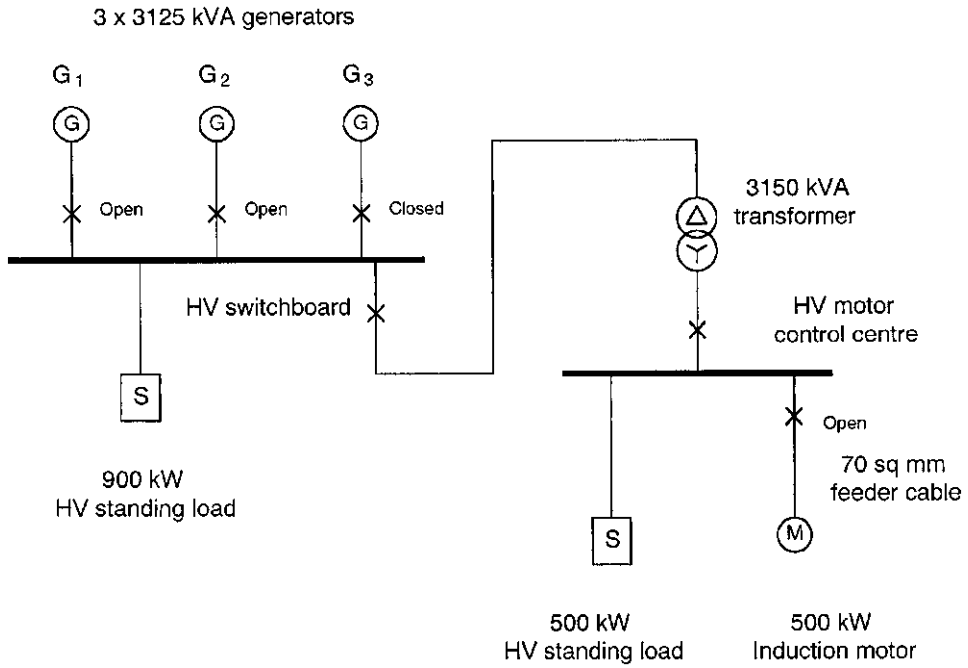 3 x 3125 kVA generators
G1
G2
G3
G
G
G
Open
Open
Closed
3150 kVA
transformer
HV switchboard
HV motor
control centre
S
Open
900 kW
HV standing load
70 sq mm
feeder cable
S
M
500 kW
HV standing load
500 kW
Induction motor